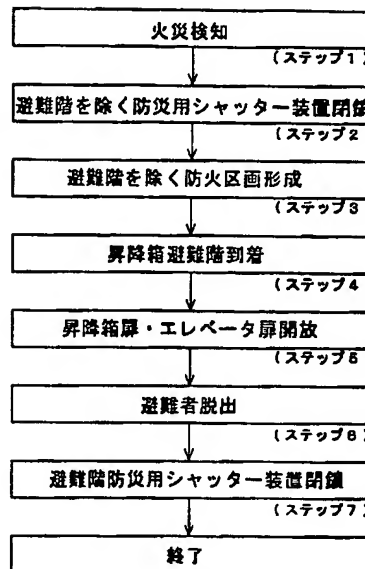 火災検知
(ステップ1)
避難階を除く防災用シャッター装置閉鎖
(ステップ2
避難階を除く防火区画形成
(ステップ3
昇降箱避難階到着
(ステップ4
昇降箱扉・エレベータ扉開放
(ステップ5
避難者脱出
(ステップ6)
避難階防災用シャッター装置閉鎖
(ステップ7)
終了